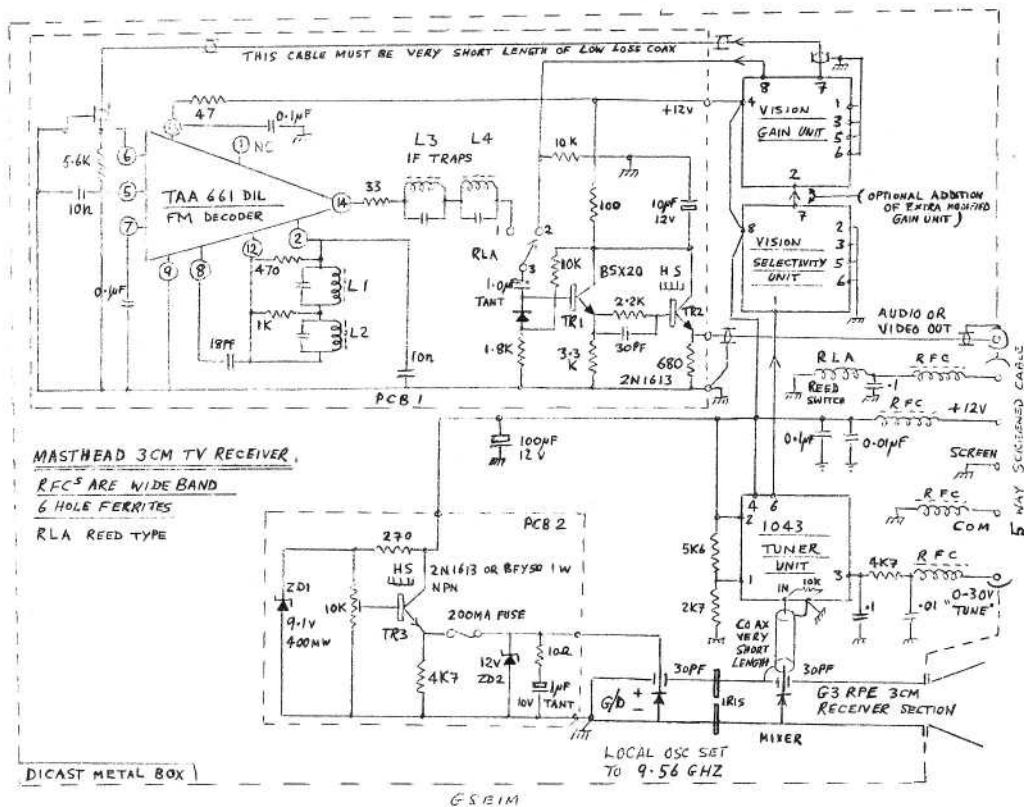 THIS CABLE MUST BE VERY SHORT LENGTH OF LOW LOSS COAX
47
0.1µF
① NC
5.6K
10n
⑥
⑤
⑦
TAA 661 DIL
FM DECODER
⑭
33
L3 L4
IF TRAPS
⑨
⑧
⑫
②
0.1µF
470
1K
L1
L2
18PF
10n
1
2
3
RLA
10K
1.0µF
TANT
1.8K
10K
100
BSX20
TR1
2.2K
30PF
3.3
K
10µF
12V
HS
TR2
680
2N1613
+12V
PCB 1
8 7
4
VISION
GAIN UNIT
1
3
5
6
2
7
(OPTIONAL ADDITION
OF EXTRA MODIFIED
GAIN UNIT)
8
VISION
SELECTIVITY
UNIT
2
3
5
6
AUDIO OR
VIDEO OUT
RLA
REED
SWITCH
.1
RFC
RFC
+12V
0.1µF
0.01µF
SCREEN
RFC
COM
5 WAY SCREENED CABLE
100µF
12V
MASTHEAD 3CM TV RECEIVER.
RFCS ARE WIDE BAND
6 HOLE FERRITES
RLA REED TYPE
PCB 2
270
ZD1
9.1V
400MW
10K
HS
2N1613 OR BFY50 1W
NPN
TR3
200MA FUSE
4K7
12V
ZD2
10Ω
1µF
10V
TANT
5K6
2K7
4 6
2
1
1043
TUNER
UNIT
3
IN
10K
4K7
RFC
.1
.01
0-30V
"TUNE"
COAX
VERY
SHORT
LENGTH
30PF
G/D
+
−
IRIS
30PF
MIXER
G3 RPE 3CM
RECEIVER SECTION
LOCAL OSC SET
TO 9.56 GHZ
DICAST METAL BOX
G5EIM